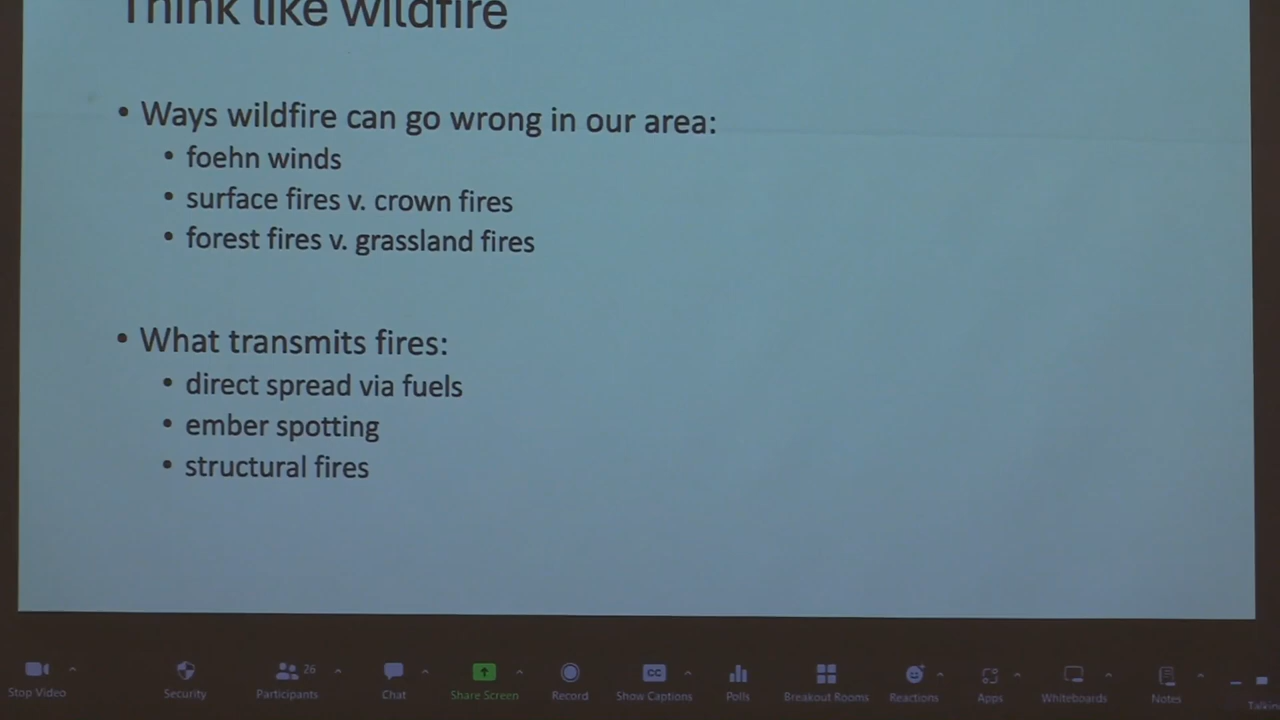 Think like wildfire
• Ways wildfire can go wrong in our area:
• foehn winds
• surface fires v. crown fires
• forest fires v. grassland fires
• What transmits fires:
• direct spread via fuels
• ember spotting
• structural fires
Stop Video Security Participants 26 Chat Share Screen Record CC Show Captions Polls Breakout Rooms Reactions Apps Whiteboards Notes